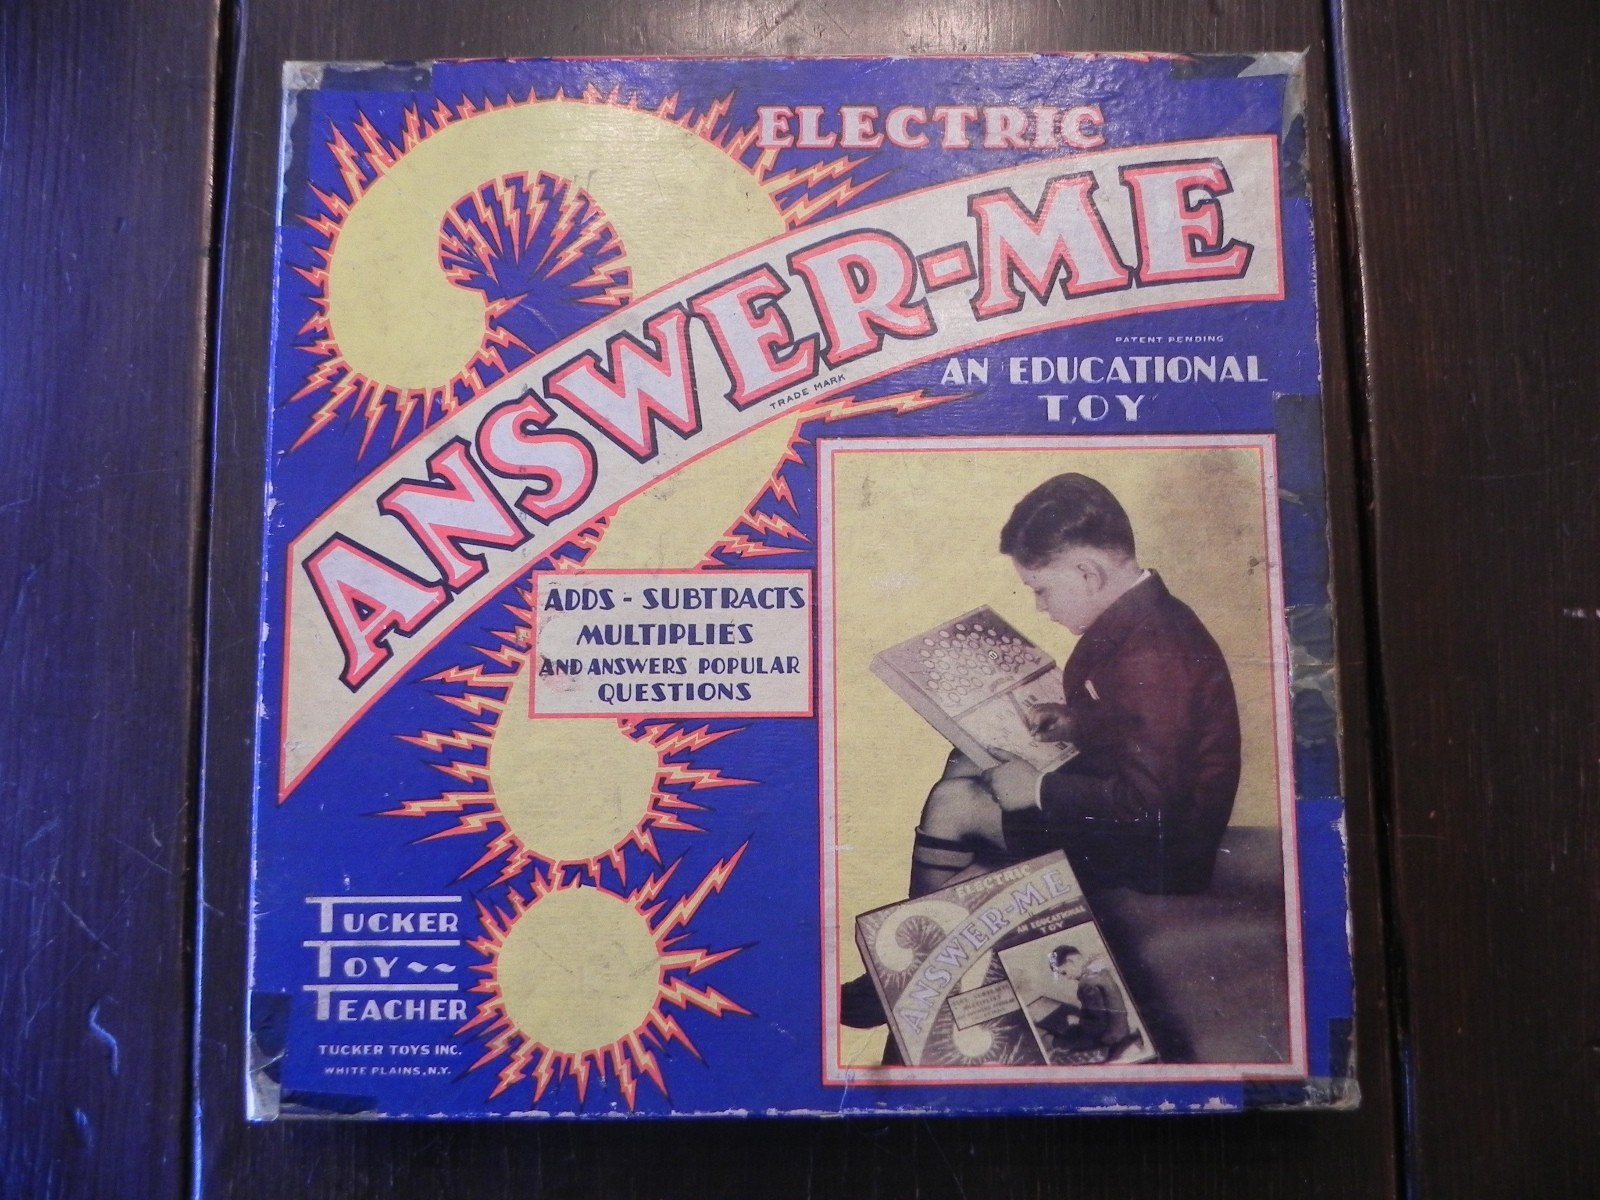 ELECTRIC
ANSWER-ME
TRADE MARK
PATENT PENDING
AN EDUCATIONAL
TOY
ADDS - SUBTRACTS
MULTIPLIES
AND ANSWERS POPULAR
QUESTIONS
ELECTRIC
ANSWER-ME
AN EDUCATIONAL
TOY
TUCKER
TOY~~
TEACHER
TUCKER TOYS INC.
WHITE PLAINS, N.Y.